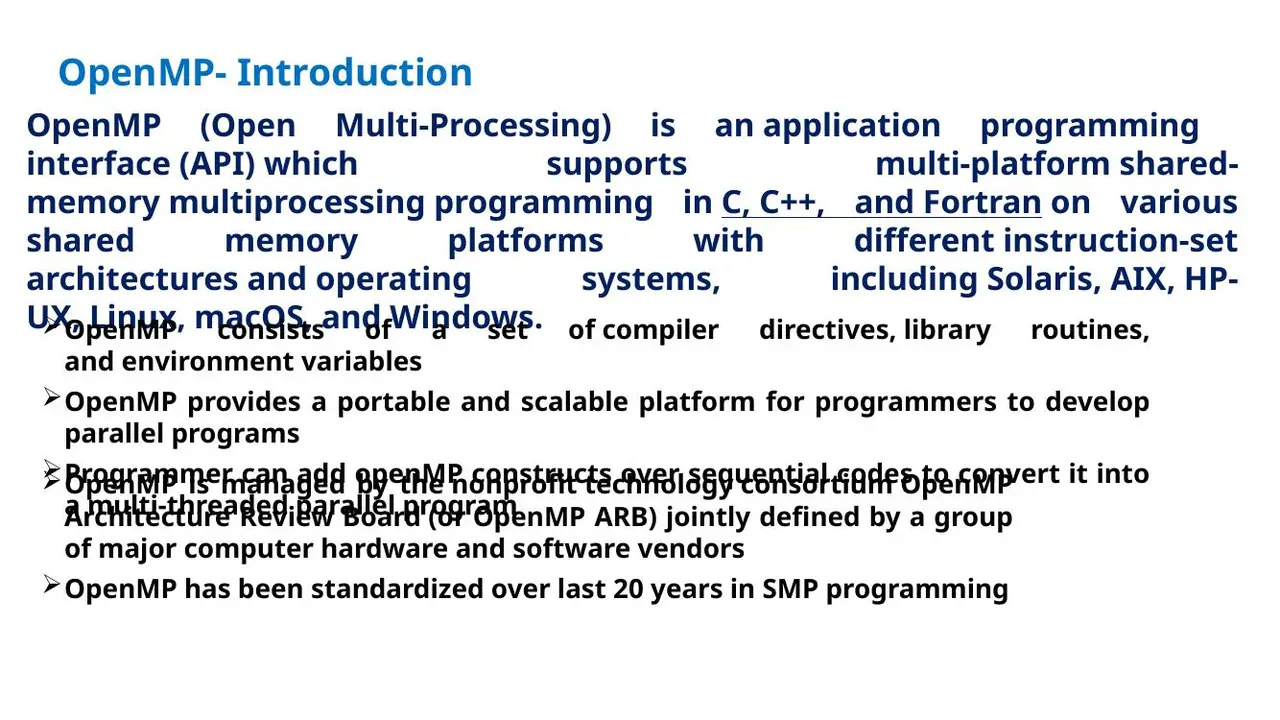 OpenMP- Introduction
OpenMP (Open Multi-Processing) is an application programming
interface (API) which supports multi-platform shared-
memory multiprocessing programming in C, C++, and Fortran on various
shared memory platforms with different instruction-set
architectures and operating systems, including Solaris, AIX, HP-
UX, Linux, macOS, and Windows.
➢OpenMP consists of a set of compiler directives, library routines,
and environment variables
➢OpenMP provides a portable and scalable platform for programmers to develop
parallel programs
➢Programmer can add openMP constructs over sequential codes to convert it into
a multi-threaded parallel program
➢OpenMP is managed by the nonprofit technology consortium OpenMP
Architecture Review Board (or OpenMP ARB) jointly defined by a group
of major computer hardware and software vendors
➢OpenMP has been standardized over last 20 years in SMP programming